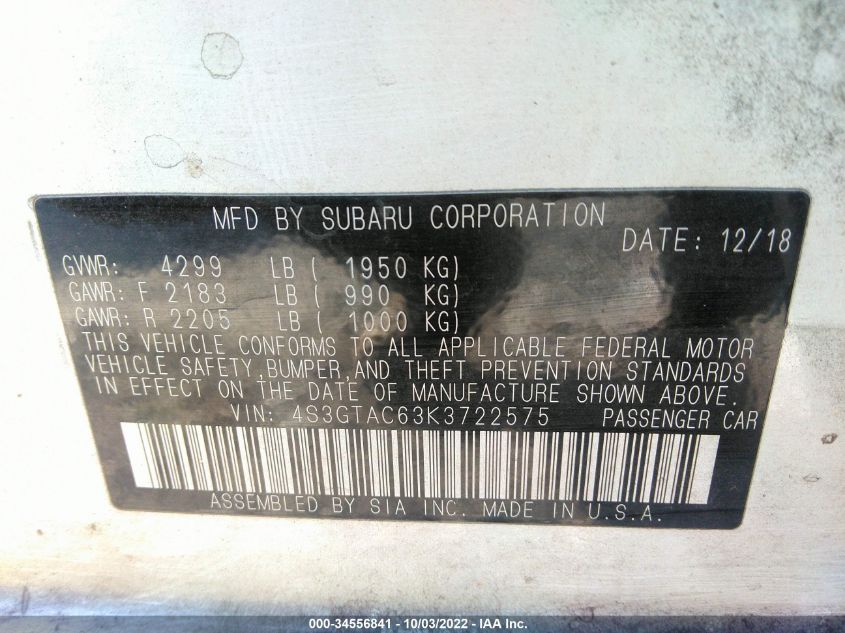 MFD BY SUBARU CORPORATION
DATE: 12/18
GVWR: 4299 LB ( 1950 KG)
GAWR: F 2183 LB ( 990 KG)
GAWR: R 2205 LB ( 1000 KG)
THIS VEHICLE CONFORMS TO ALL APPLICABLE FEDERAL MOTOR
VEHICLE SAFETY,BUMPER,AND THEFT PREVENTION STANDARDS
IN EFFECT ON THE DATE OF MANUFACTURE SHOWN ABOVE.
VIN: 4S3GTAC63K3722575 PASSENGER CAR
ASSEMBLED BY SIA INC. MADE IN U.S.A.
000-34556841 - 10/03/2022 - IAA Inc.